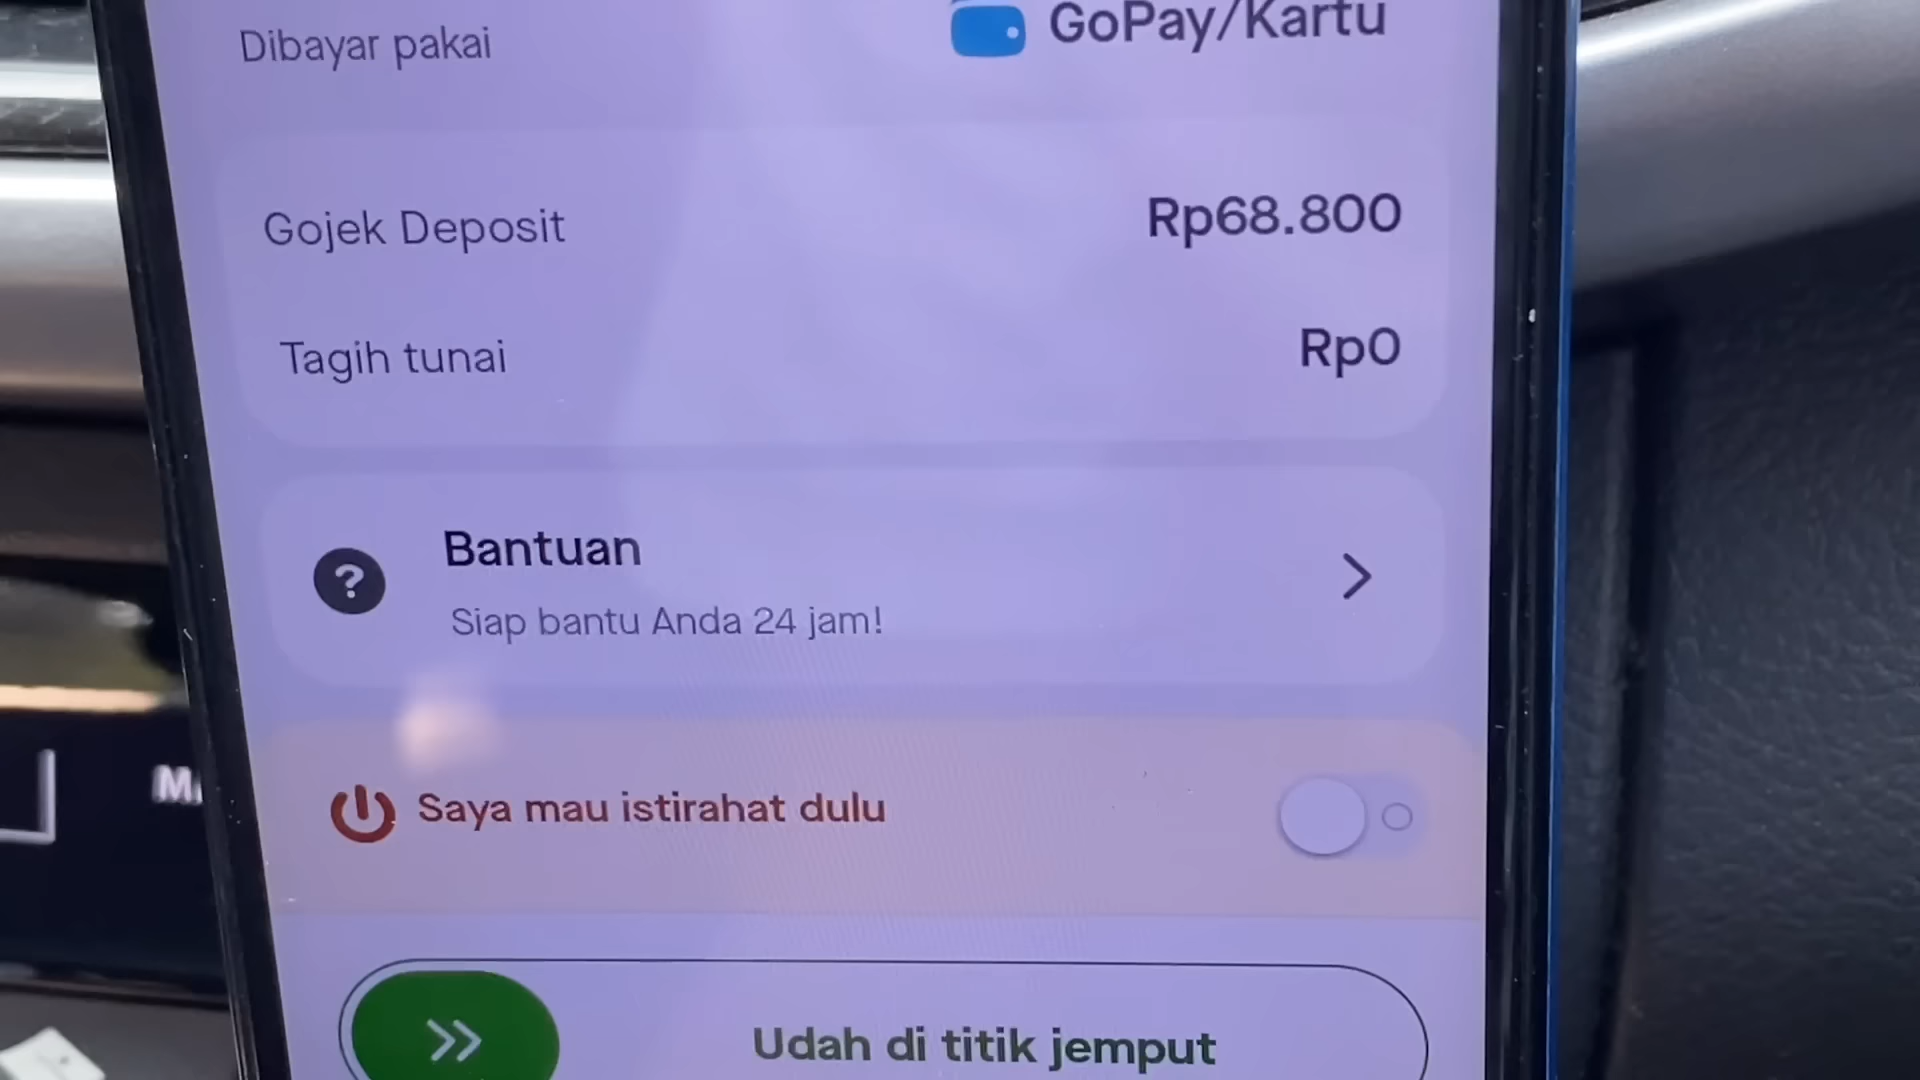 Dibayar pakai GoPay/Kartu
Gojek Deposit Rp68.800
Tagih tunai Rp0
Bantuan
Siap bantu Anda 24 jam!
Saya mau istirahat dulu
Udah di titik jemput